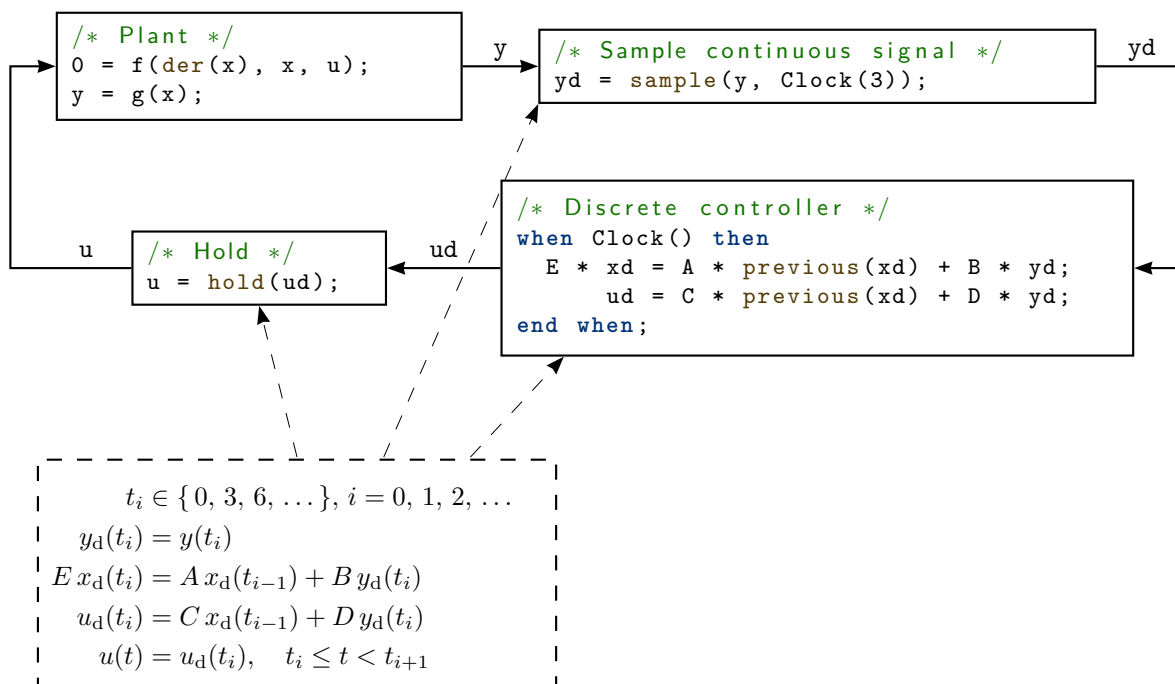 /* Plant */
0 = f(der(x), x, u);
y = g(x);
y
/* Sample continuous signal */
yd = sample(y, Clock(3));
yd
/* Discrete controller */
when Clock() then
E * xd = A * previous(xd) + B * yd;
ud = C * previous(xd) + D * yd;
end when;
ud
/* Hold */
u = hold(ud);
u
t_i ∈ { 0, 3, 6, … }, i = 0, 1, 2, …
y_d(t_i) = y(t_i)
E x_d(t_i) = A x_d(t_{i−1}) + B y_d(t_i)
u_d(t_i) = C x_d(t_{i−1}) + D y_d(t_i)
u(t) = u_d(t_i), t_i ≤ t < t_{i+1}